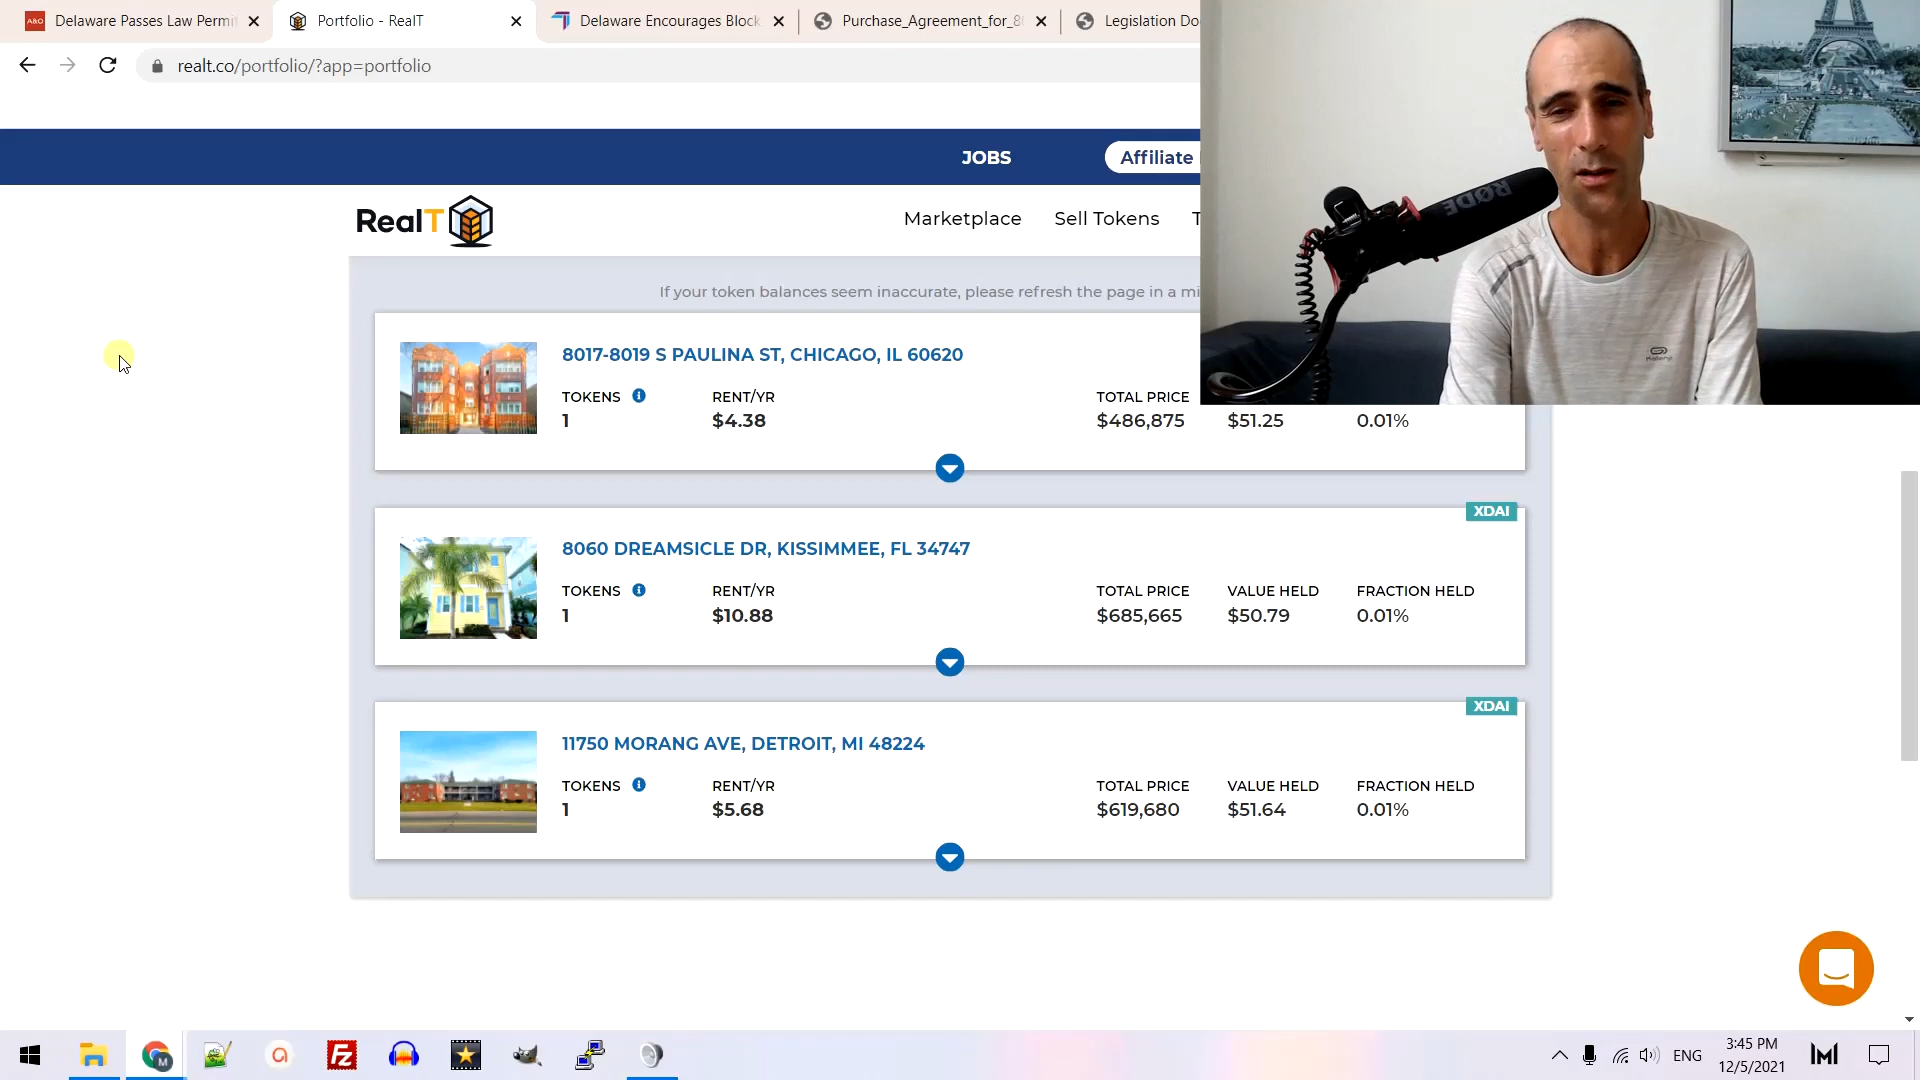 Delaware Passes Law Permi
Portfolio - RealT
Delaware Encourages Block
Purchase_Agreement_for_8
Legislation Do
realt.co/portfolio/?app=portfolio
JOBS
Affiliate
RealT
Marketplace
Sell Tokens
T
If your token balances seem inaccurate, please refresh the page in a mi
8017-8019 S PAULINA ST, CHICAGO, IL 60620
TOKENS RENT/YR TOTAL PRICE
1 $4.38 $486,875 $51.25 0.01%
XDAI
8060 DREAMSICLE DR, KISSIMMEE, FL 34747
TOKENS RENT/YR TOTAL PRICE VALUE HELD FRACTION HELD
1 $10.88 $685,665 $50.79 0.01%
XDAI
11750 MORANG AVE, DETROIT, MI 48224
TOKENS RENT/YR TOTAL PRICE VALUE HELD FRACTION HELD
1 $5.68 $619,680 $51.64 0.01%
RØDE
A&O
M
Fz
ENG
3:45 PM
12/5/2021